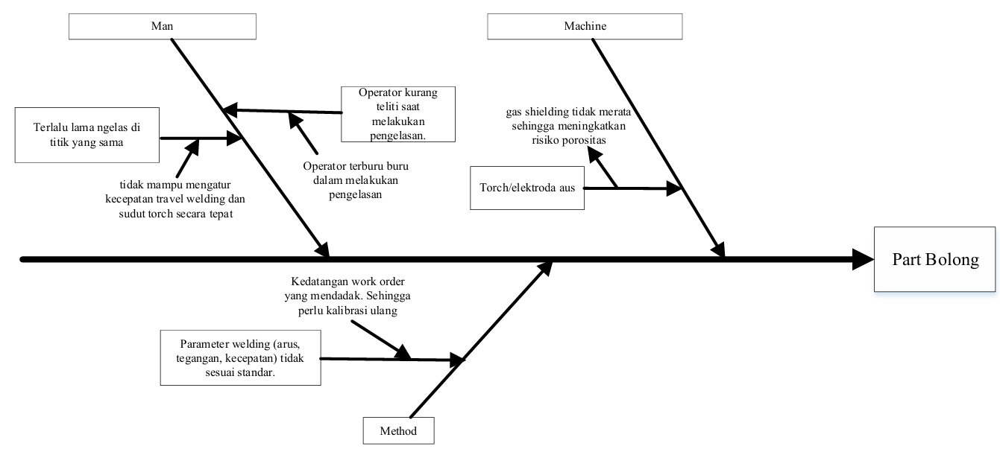 Man
Machine
Operator kurang
teliti saat
melakukan
pengelasan.
Terlalu lama ngelas di
titik yang sama
gas shielding tidak merata
sehingga meningkatkan
risiko porositas
Operator terburu buru
dalam melakukan
pengelasan
tidak mampu mengatur
kecepatan travel welding dan
sudut torch secara tepat
Torch/elektroda aus
Part Bolong
Kedatangan work order
yang mendadak. Sehingga
perlu kalibrasi ulang
Parameter welding (arus,
tegangan, kecepatan) tidak
sesuai standar.
Method